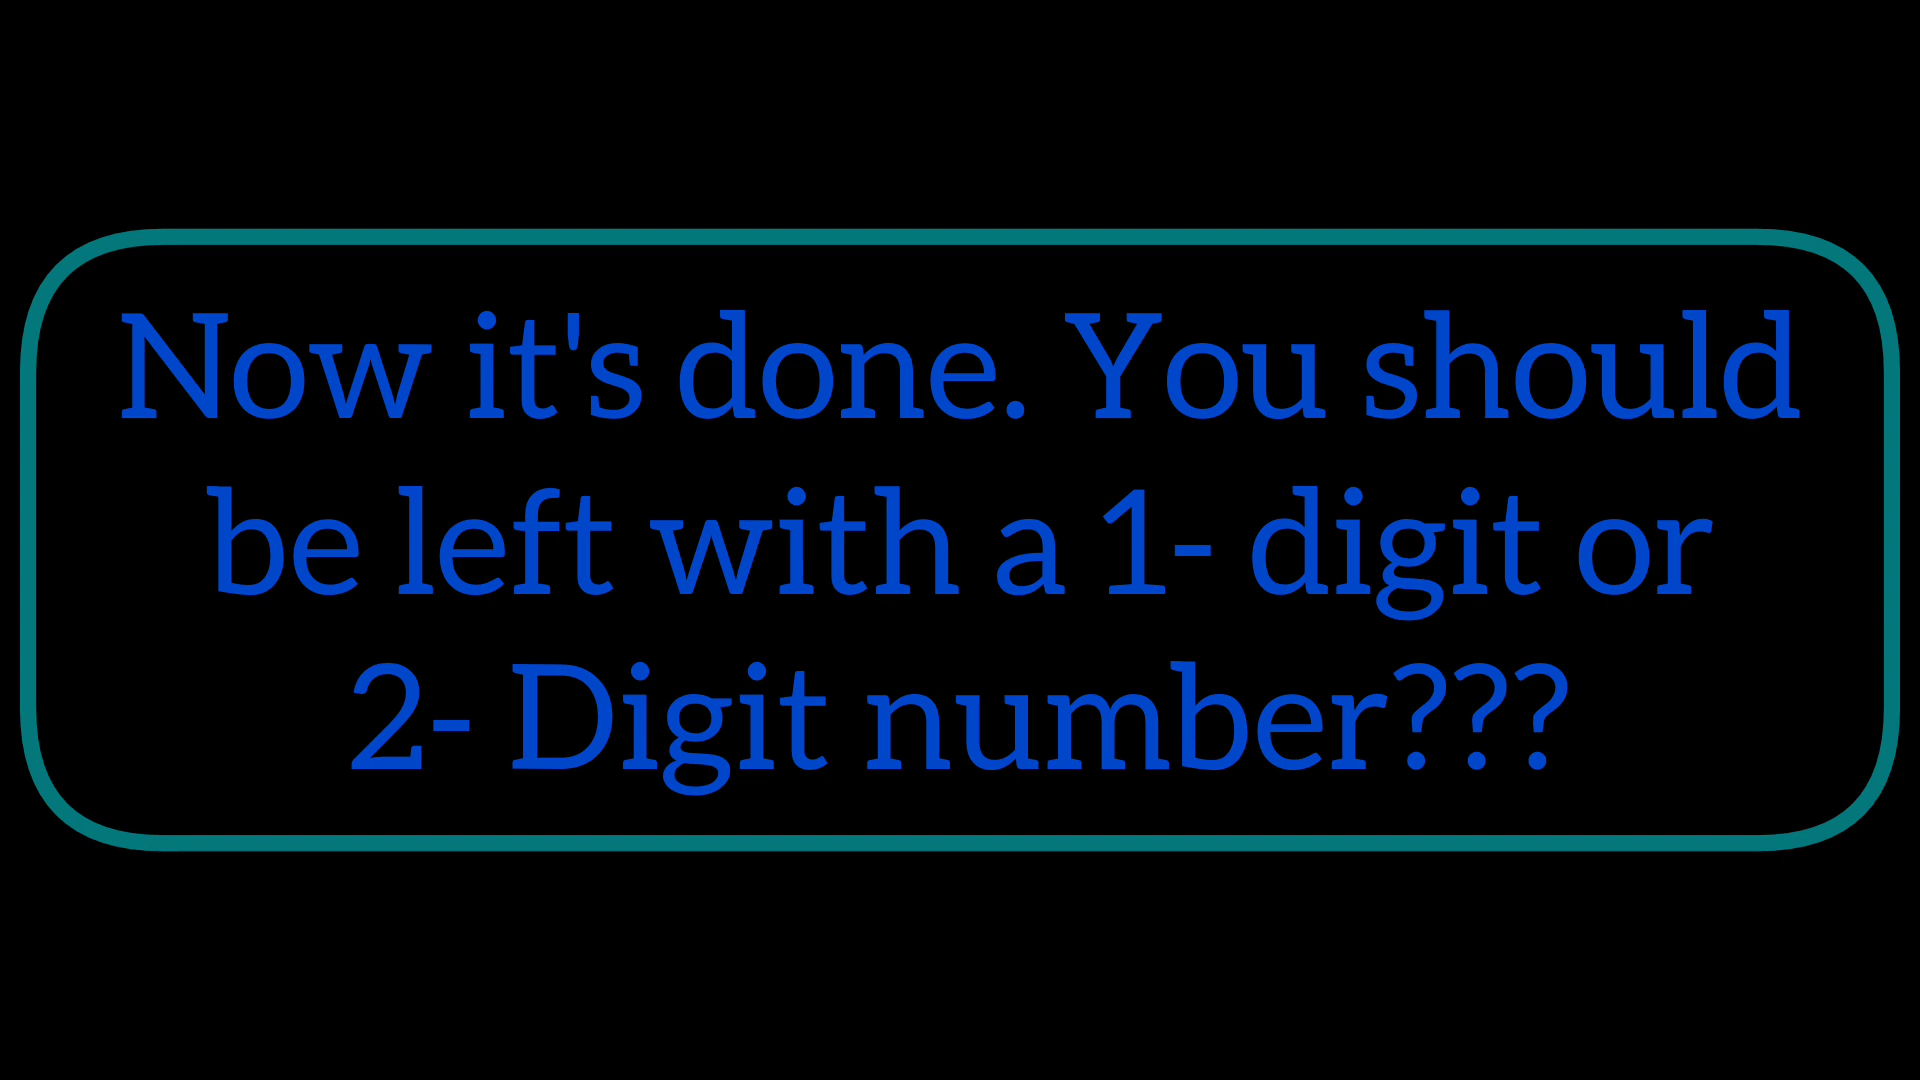 Now it's done. You should
be left with a 1- digit or
2- Digit number???